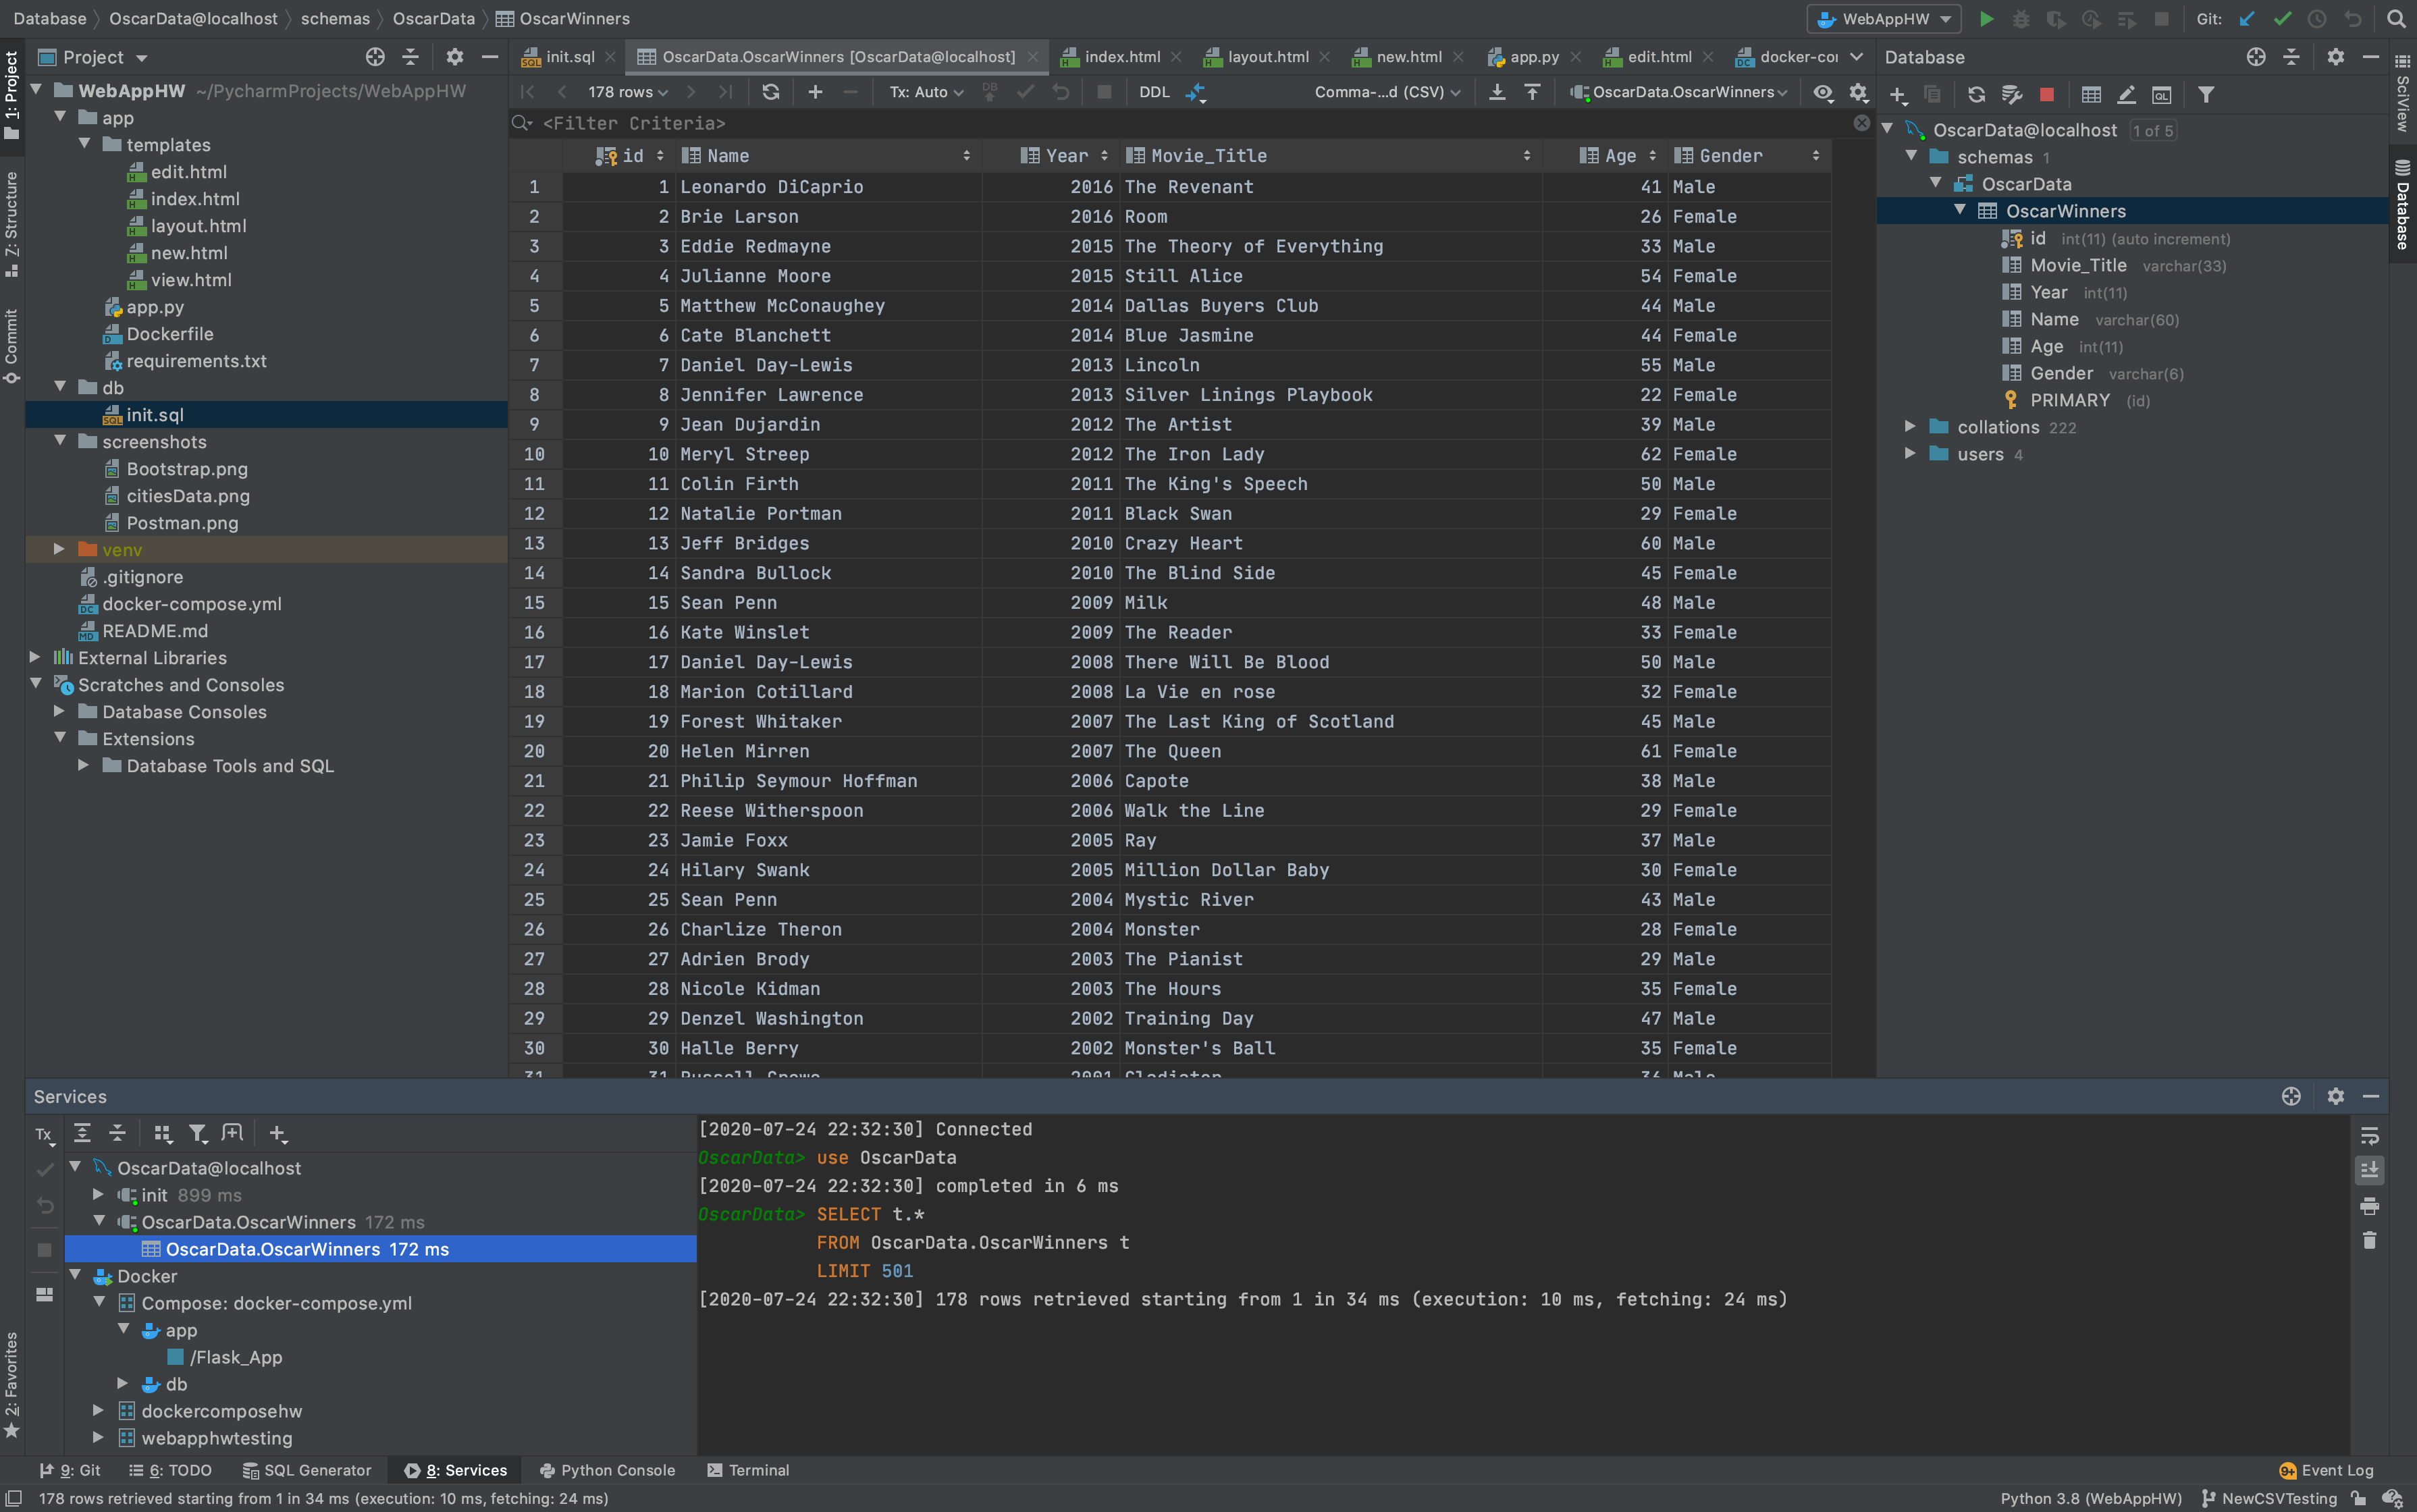 Database OscarData@localhost schemas OscarData OscarWinners
WebAppHW Git:
1: Project
Z: Structure
Commit
2: Favorites
Project
WebAppHW ~/PycharmProjects/WebAppHW
app
templates
edit.html
index.html
layout.html
new.html
view.html
app.py
Dockerfile
requirements.txt
db
init.sql
screenshots
Bootstrap.png
citiesData.png
Postman.png
venv
.gitignore
docker-compose.yml
README.md
External Libraries
Scratches and Consoles
Database Consoles
Extensions
Database Tools and SQL
init.sql OscarData.OscarWinners [OscarData@localhost] index.html layout.html new.html app.py edit.html docker-coı
178 rows Tx: Auto DB DDL Comma-...d (CSV) OscarData.OscarWinners
<Filter Criteria>
id Name Year Movie_Title Age Gender
1 1 Leonardo DiCaprio 2016 The Revenant 41 Male
2 2 Brie Larson 2016 Room 26 Female
3 3 Eddie Redmayne 2015 The Theory of Everything 33 Male
4 4 Julianne Moore 2015 Still Alice 54 Female
5 5 Matthew McConaughey 2014 Dallas Buyers Club 44 Male
6 6 Cate Blanchett 2014 Blue Jasmine 44 Female
7 7 Daniel Day-Lewis 2013 Lincoln 55 Male
8 8 Jennifer Lawrence 2013 Silver Linings Playbook 22 Female
9 9 Jean Dujardin 2012 The Artist 39 Male
10 10 Meryl Streep 2012 The Iron Lady 62 Female
11 11 Colin Firth 2011 The King's Speech 50 Male
12 12 Natalie Portman 2011 Black Swan 29 Female
13 13 Jeff Bridges 2010 Crazy Heart 60 Male
14 14 Sandra Bullock 2010 The Blind Side 45 Female
15 15 Sean Penn 2009 Milk 48 Male
16 16 Kate Winslet 2009 The Reader 33 Female
17 17 Daniel Day-Lewis 2008 There Will Be Blood 50 Male
18 18 Marion Cotillard 2008 La Vie en rose 32 Female
19 19 Forest Whitaker 2007 The Last King of Scotland 45 Male
20 20 Helen Mirren 2007 The Queen 61 Female
21 21 Philip Seymour Hoffman 2006 Capote 38 Male
22 22 Reese Witherspoon 2006 Walk the Line 29 Female
23 23 Jamie Foxx 2005 Ray 37 Male
24 24 Hilary Swank 2005 Million Dollar Baby 30 Female
25 25 Sean Penn 2004 Mystic River 43 Male
26 26 Charlize Theron 2004 Monster 28 Female
27 27 Adrien Brody 2003 The Pianist 29 Male
28 28 Nicole Kidman 2003 The Hours 35 Female
29 29 Denzel Washington 2002 Training Day 47 Male
30 30 Halle Berry 2002 Monster's Ball 35 Female
31 31 Russell Crowe 2001 Gladiator 36 Male
Database
OscarData@localhost 1 of 5
schemas 1
OscarData
OscarWinners
id int(11) (auto increment)
Movie_Title varchar(33)
Year int(11)
Name varchar(60)
Age int(11)
Gender varchar(6)
PRIMARY (id)
collations 222
users 4
SciView
Database
Services
Tx
OscarData@localhost
init 899 ms
OscarData.OscarWinners 172 ms
OscarData.OscarWinners 172 ms
Docker
Compose: docker-compose.yml
app
/Flask_App
db
dockercomposehw
webapphwtesting
[2020-07-24 22:32:30] Connected
OscarData> use OscarData
[2020-07-24 22:32:30] completed in 6 ms
OscarData> SELECT t.*
FROM OscarData.OscarWinners t
LIMIT 501
[2020-07-24 22:32:30] 178 rows retrieved starting from 1 in 34 ms (execution: 10 ms, fetching: 24 ms)
9: Git 6: TODO SQL Generator 8: Services Python Console Terminal 9+ Event Log
178 rows retrieved starting from 1 in 34 ms (execution: 10 ms, fetching: 24 ms) Python 3.8 (WebAppHW) NewCSVTesting